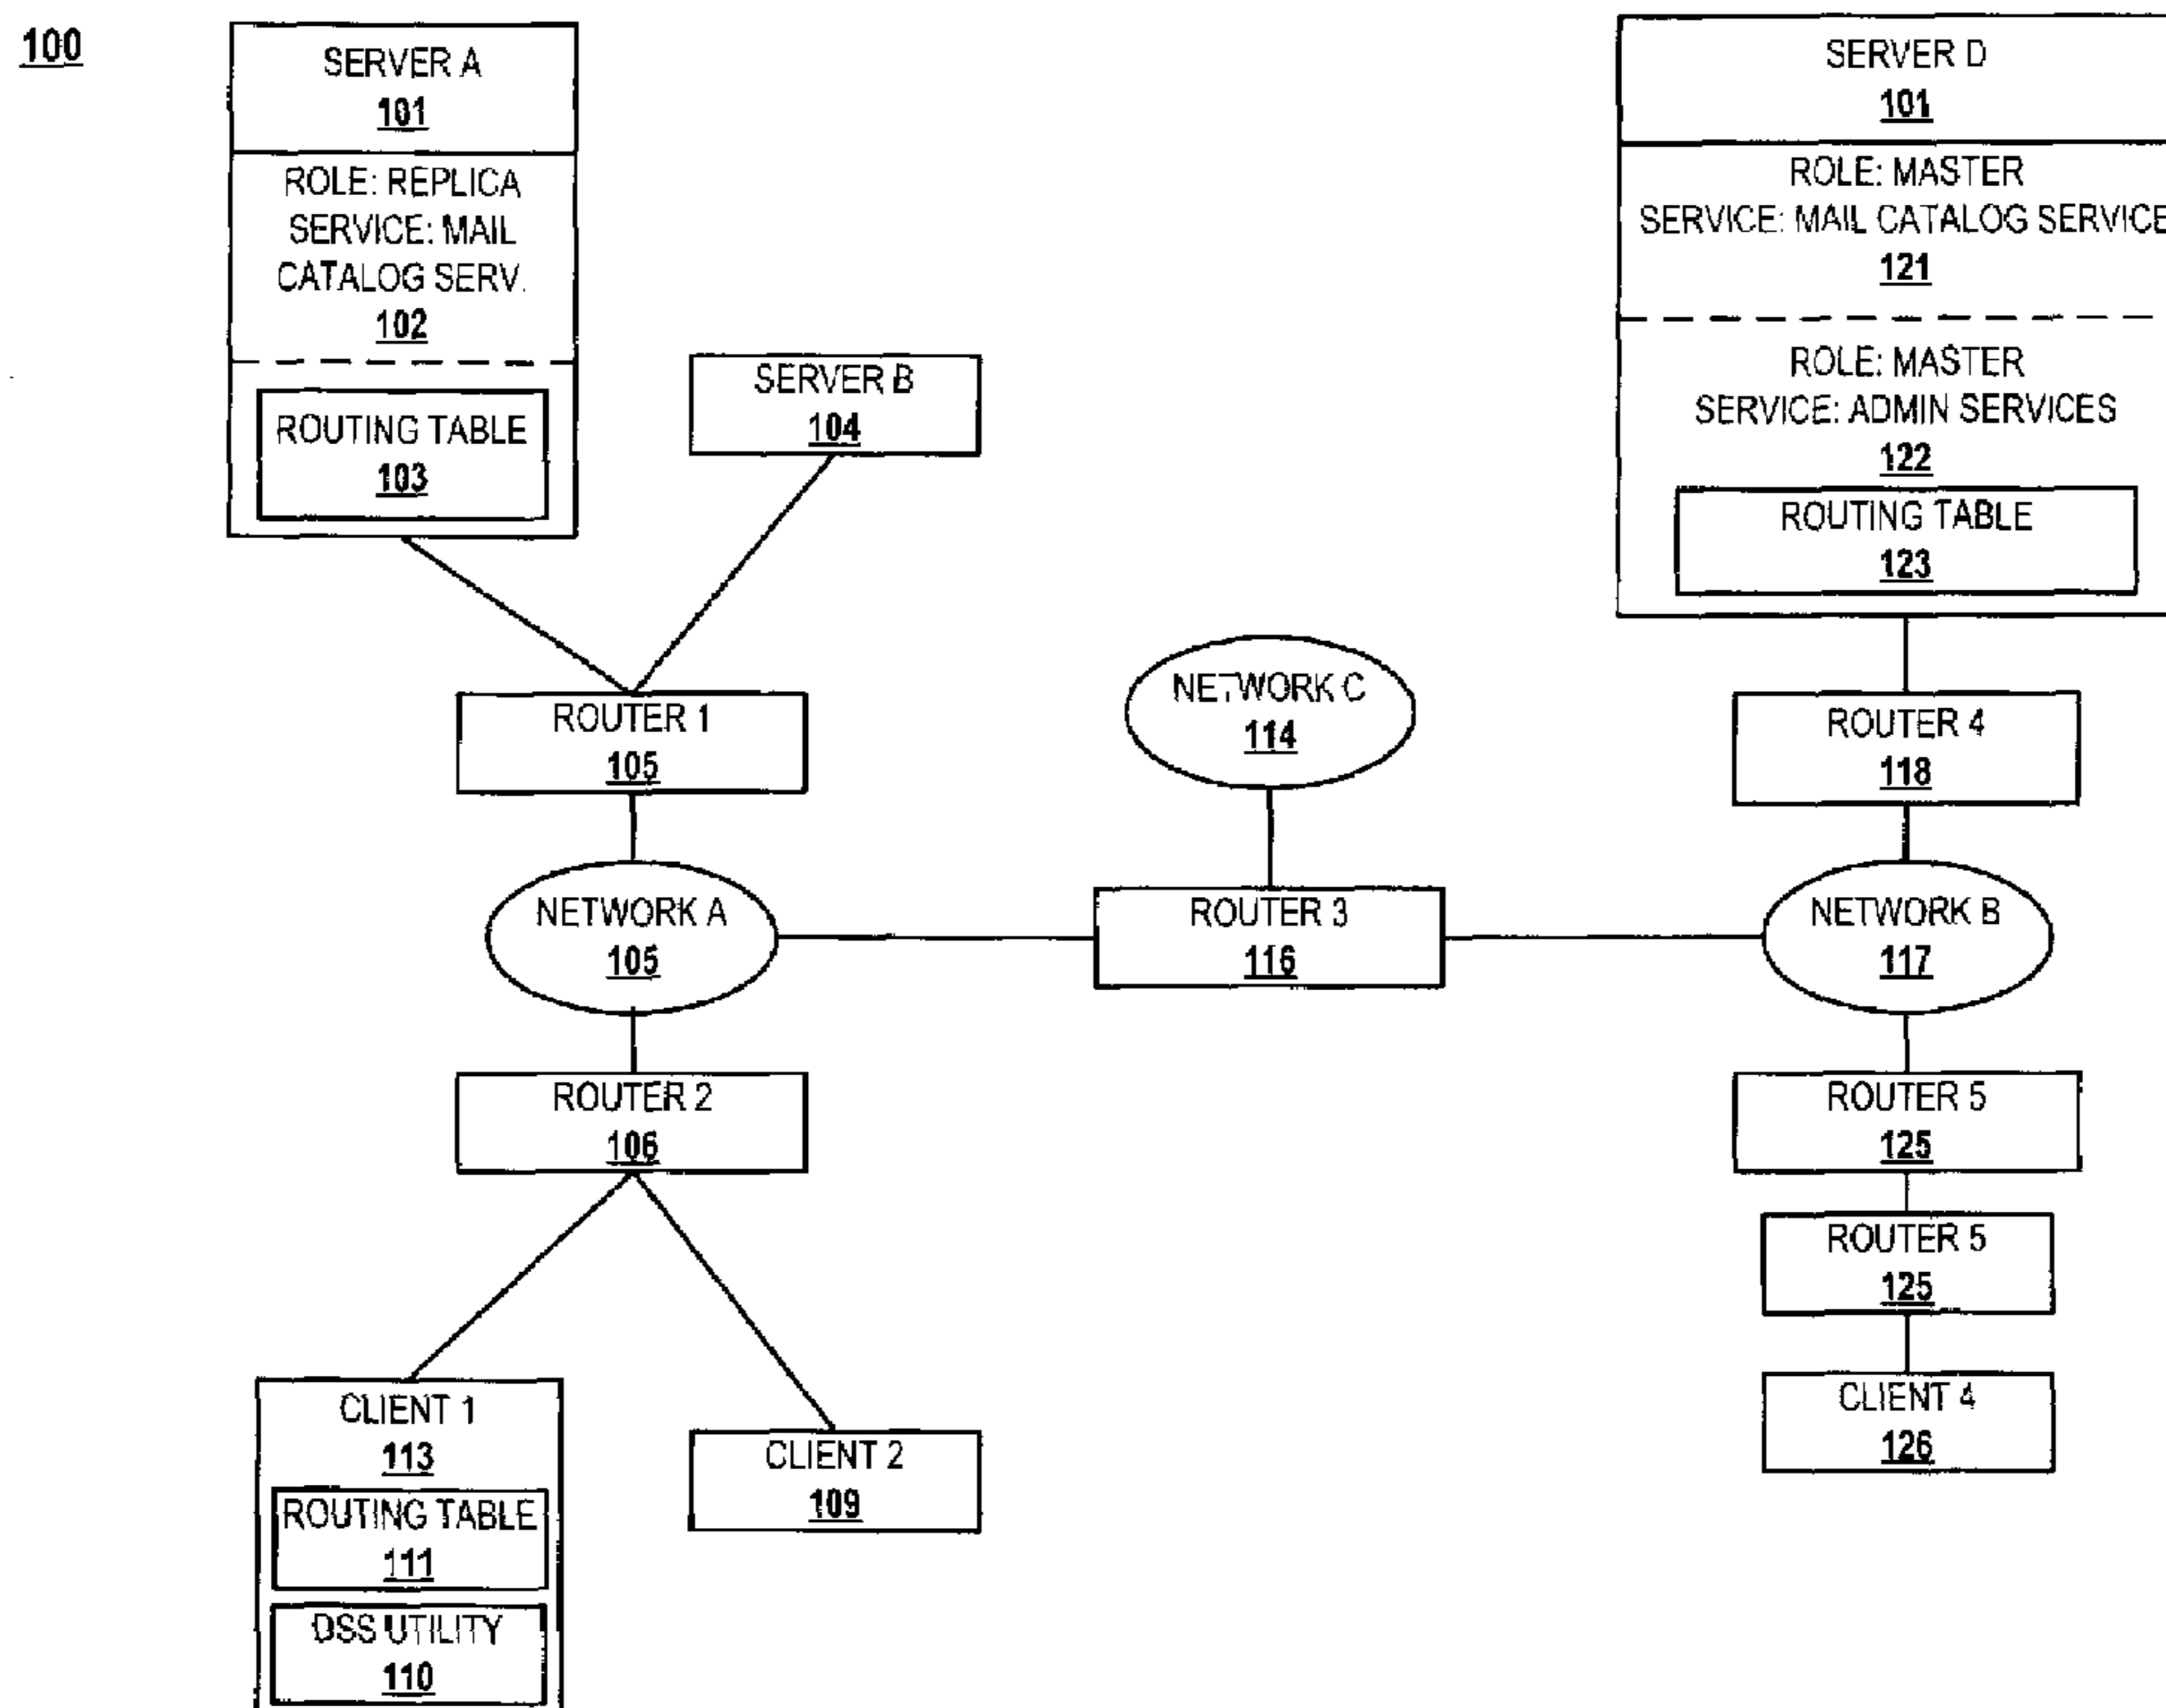 100
SERVER A
101
ROLE: REPLICA
SERVICE: MAIL
CATALOG SERV.
102
ROUTING TABLE
103
SERVER B
104
SERVER D
101
ROLE: MASTER
SERVICE: MAIL CATALOG SERVICE
121
ROLE: MASTER
SERVICE: ADMIN SERVICES
122
ROUTING TABLE
123
ROUTER 1
105
NETWORK C
114
ROUTER 4
118
NETWORK A
105
ROUTER 3
116
NETWORK B
117
ROUTER 2
106
ROUTER 5
125
ROUTER 5
125
CLIENT 1
113
ROUTING TABLE
111
DSS UTILITY
110
CLIENT 2
109
CLIENT 4
126